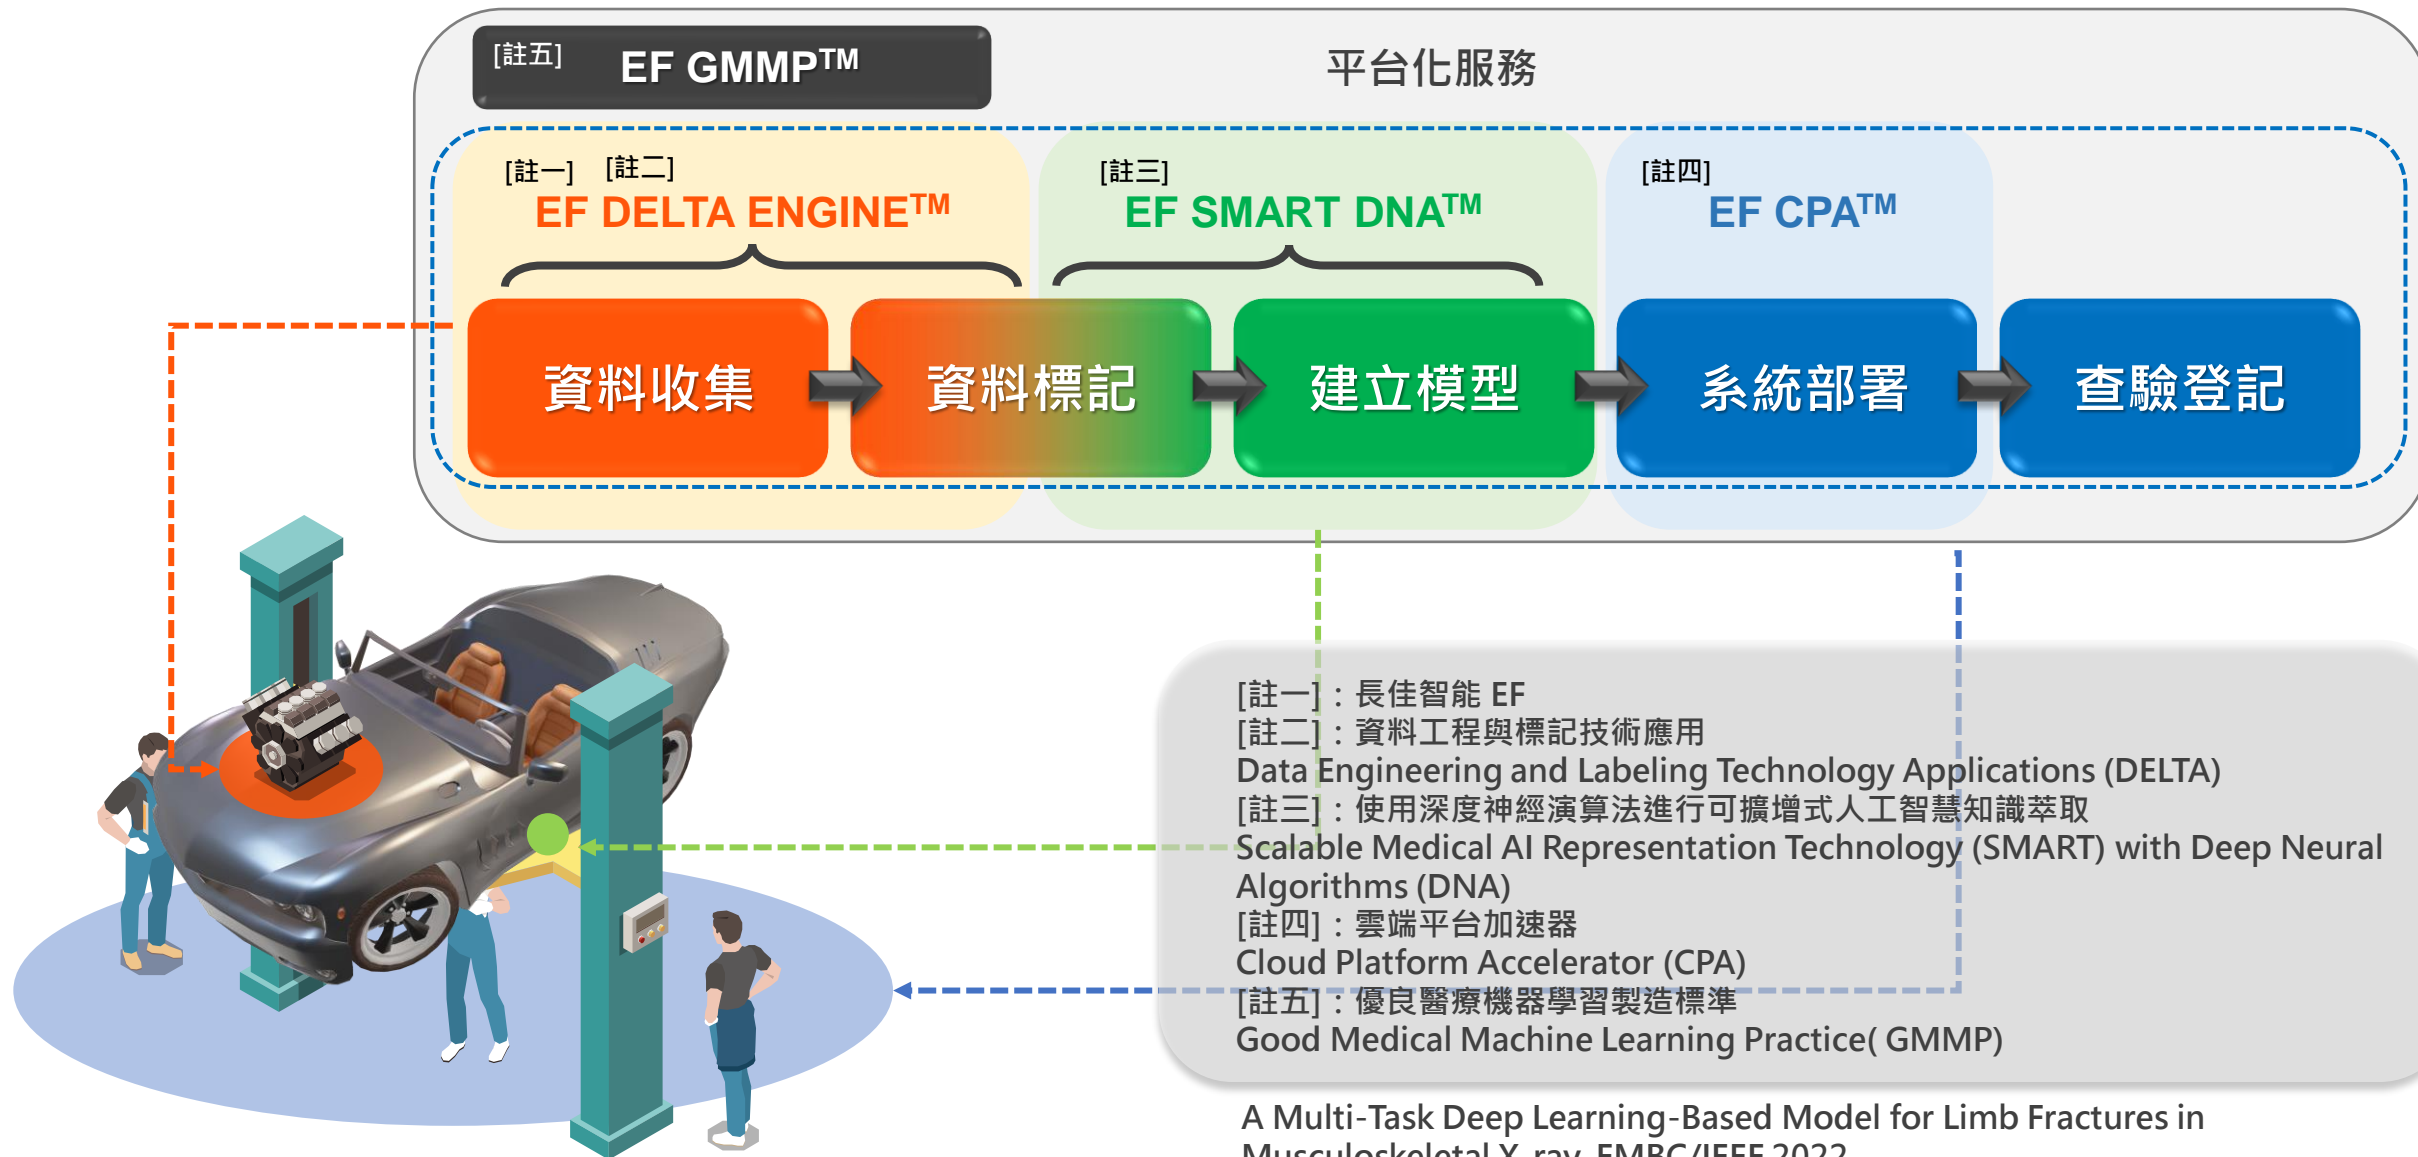 [註五] EF GMMP™
平台化服務
[註一] [註二]
EF DELTA ENGINE™
[註三]
EF SMART DNA™
[註四]
EF CPA™
資料收集
資料標記
建立模型
系統部署
查驗登記
[註一]：長佳智能 EF
[註二]：資料工程與標記技術應用
Data Engineering and Labeling Technology Applications (DELTA)
[註三]：使用深度神經演算法進行可擴增式人工智慧知識萃取
Scalable Medical AI Representation Technology (SMART) with Deep Neural
Algorithms (DNA)
[註四]：雲端平台加速器
Cloud Platform Accelerator (CPA)
[註五]：優良醫療機器學習製造標準
Good Medical Machine Learning Practice( GMMP)
A Multi-Task Deep Learning-Based Model for Limb Fractures in
Musculoskeletal X-ray, EMBC/IEEE 2022